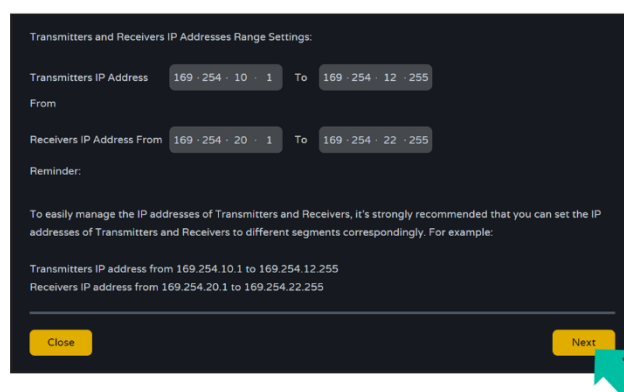 Transmitters and Receivers IP Addresses Range Settings:
Transmitters IP Address From 169 . 254 . 10 . 1 To 169 . 254 . 12 . 255
Receivers IP Address From 169 . 254 . 20 . 1 To 169 . 254 . 22 . 255
Reminder:
To easily manage the IP addresses of Transmitters and Receivers, it's strongly recommended that you can set the IP
addresses of Transmitters and Receivers to different segments correspondingly. For example:
Transmitters IP address from 169.254.10.1 to 169.254.12.255
Receivers IP address from 169.254.20.1 to 169.254.22.255
Close Next